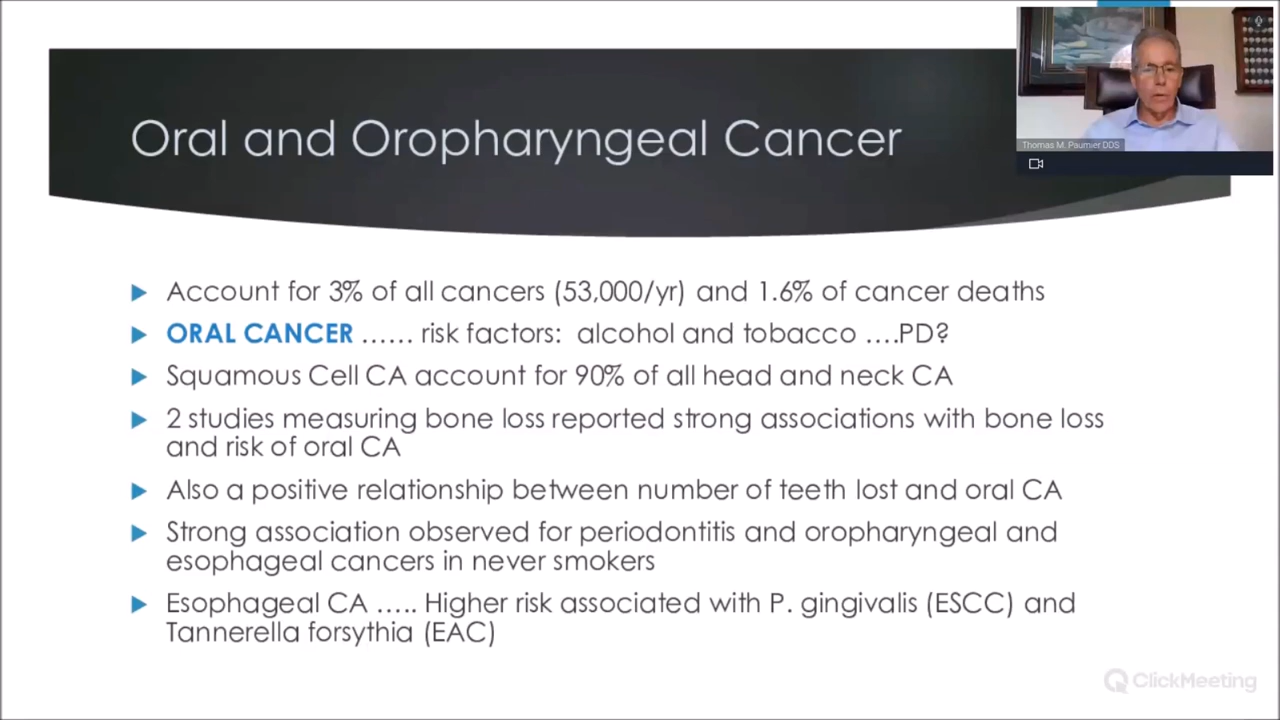 Thomas M. Paumier DDS
Oral and Oropharyngeal Cancer
Account for 3% of all cancers (53,000/yr) and 1.6% of cancer deaths
ORAL CANCER ...... risk factors: alcohol and tobacco ....PD?
Squamous Cell CA account for 90% of all head and neck CA
2 studies measuring bone loss reported strong associations with bone loss
and risk of oral CA
Also a positive relationship between number of teeth lost and oral CA
Strong association observed for periodontitis and oropharyngeal and
esophageal cancers in never smokers
Esophageal CA ..... Higher risk associated with P. gingivalis (ESCC) and
Tannerella forsythia (EAC)
ClickMeeting